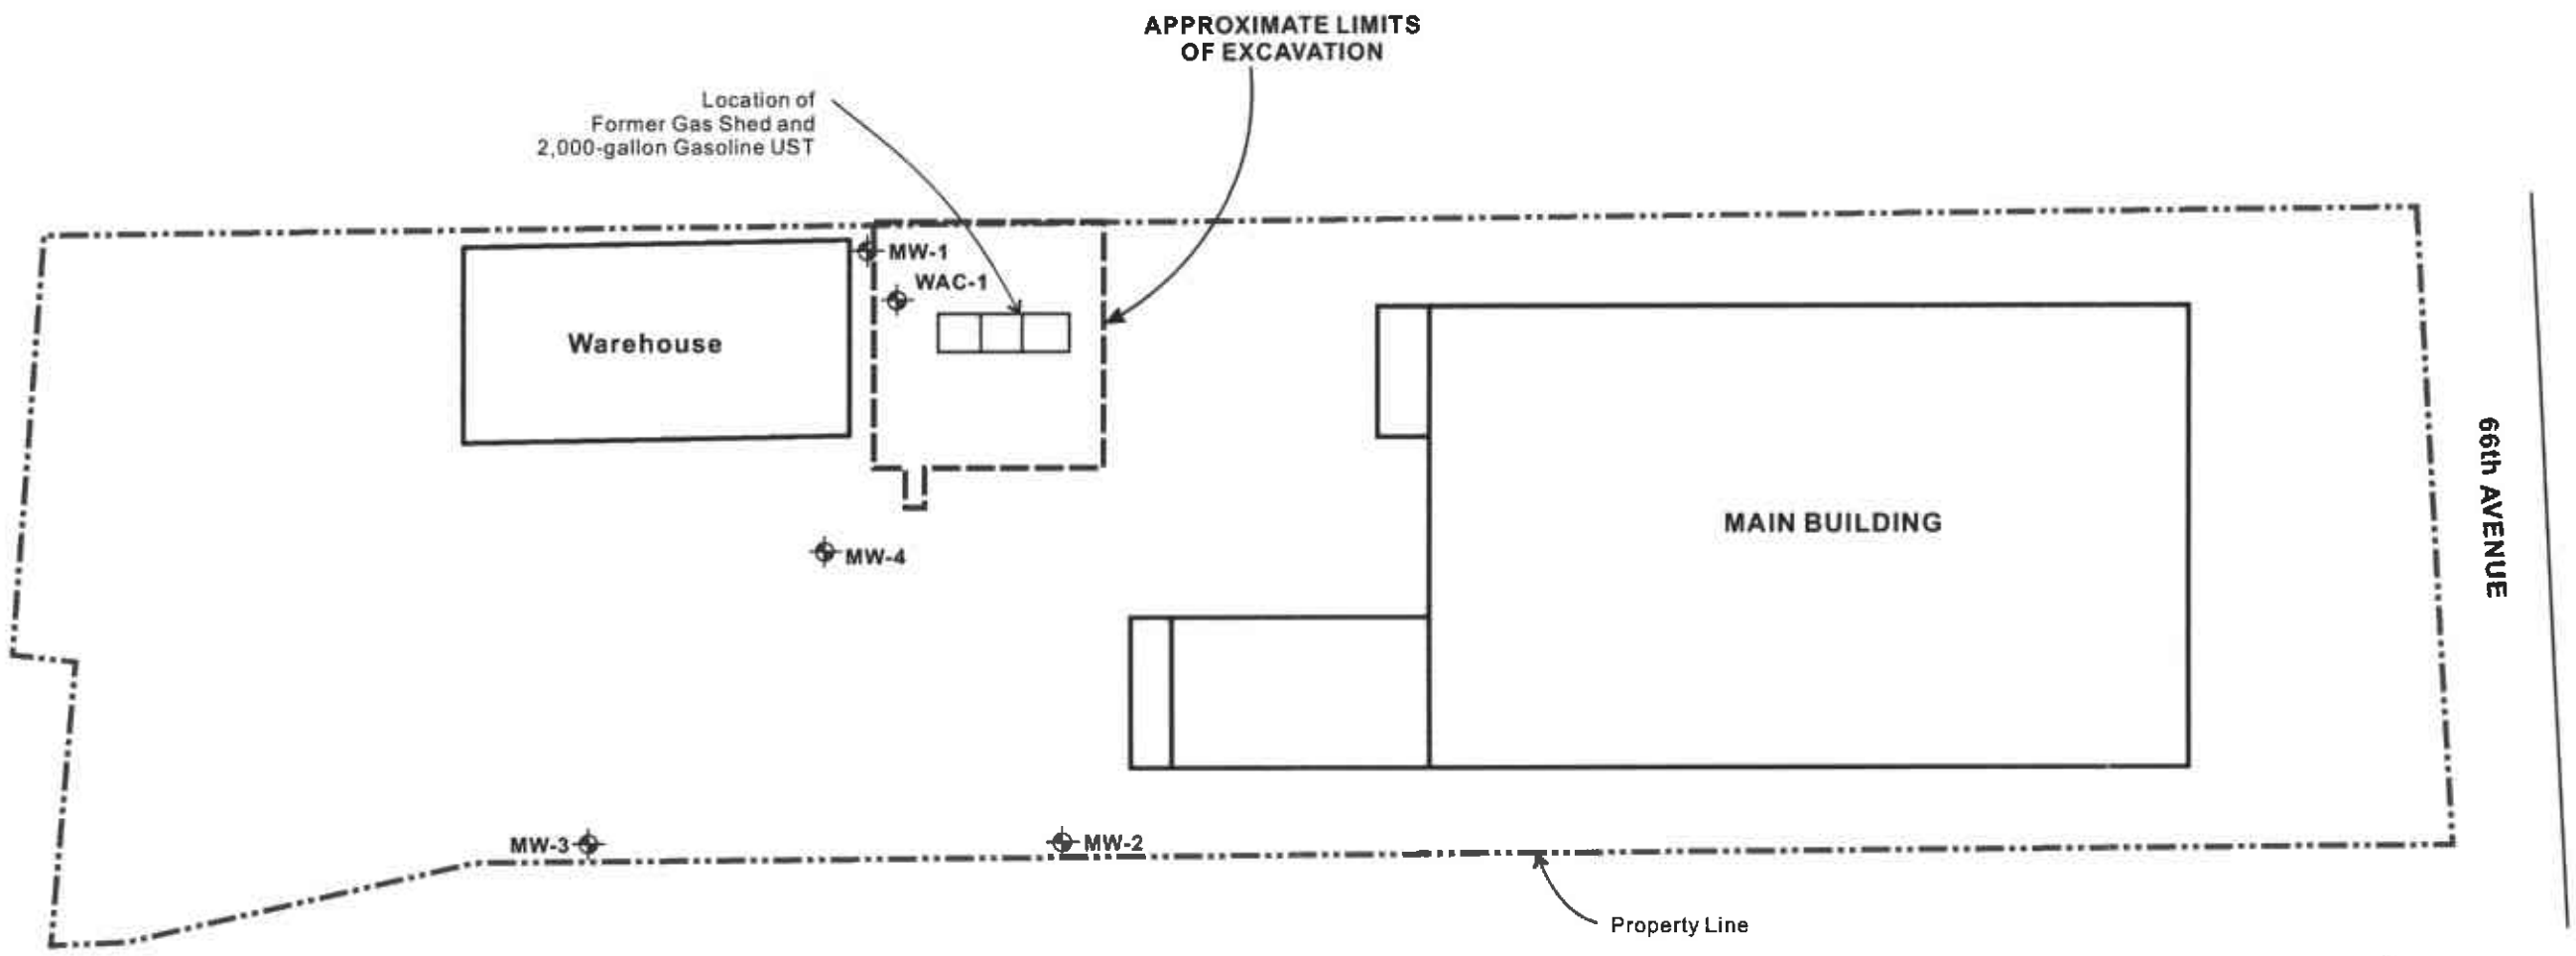 APPROXIMATE LIMITS
OF EXCAVATION
Location of
Former Gas Shed and
2,000-gallon Gasoline UST
MW-1
WAC-1
Warehouse
MAIN BUILDING
66th AVENUE
MW-4
MW-3
MW-2
Property Line